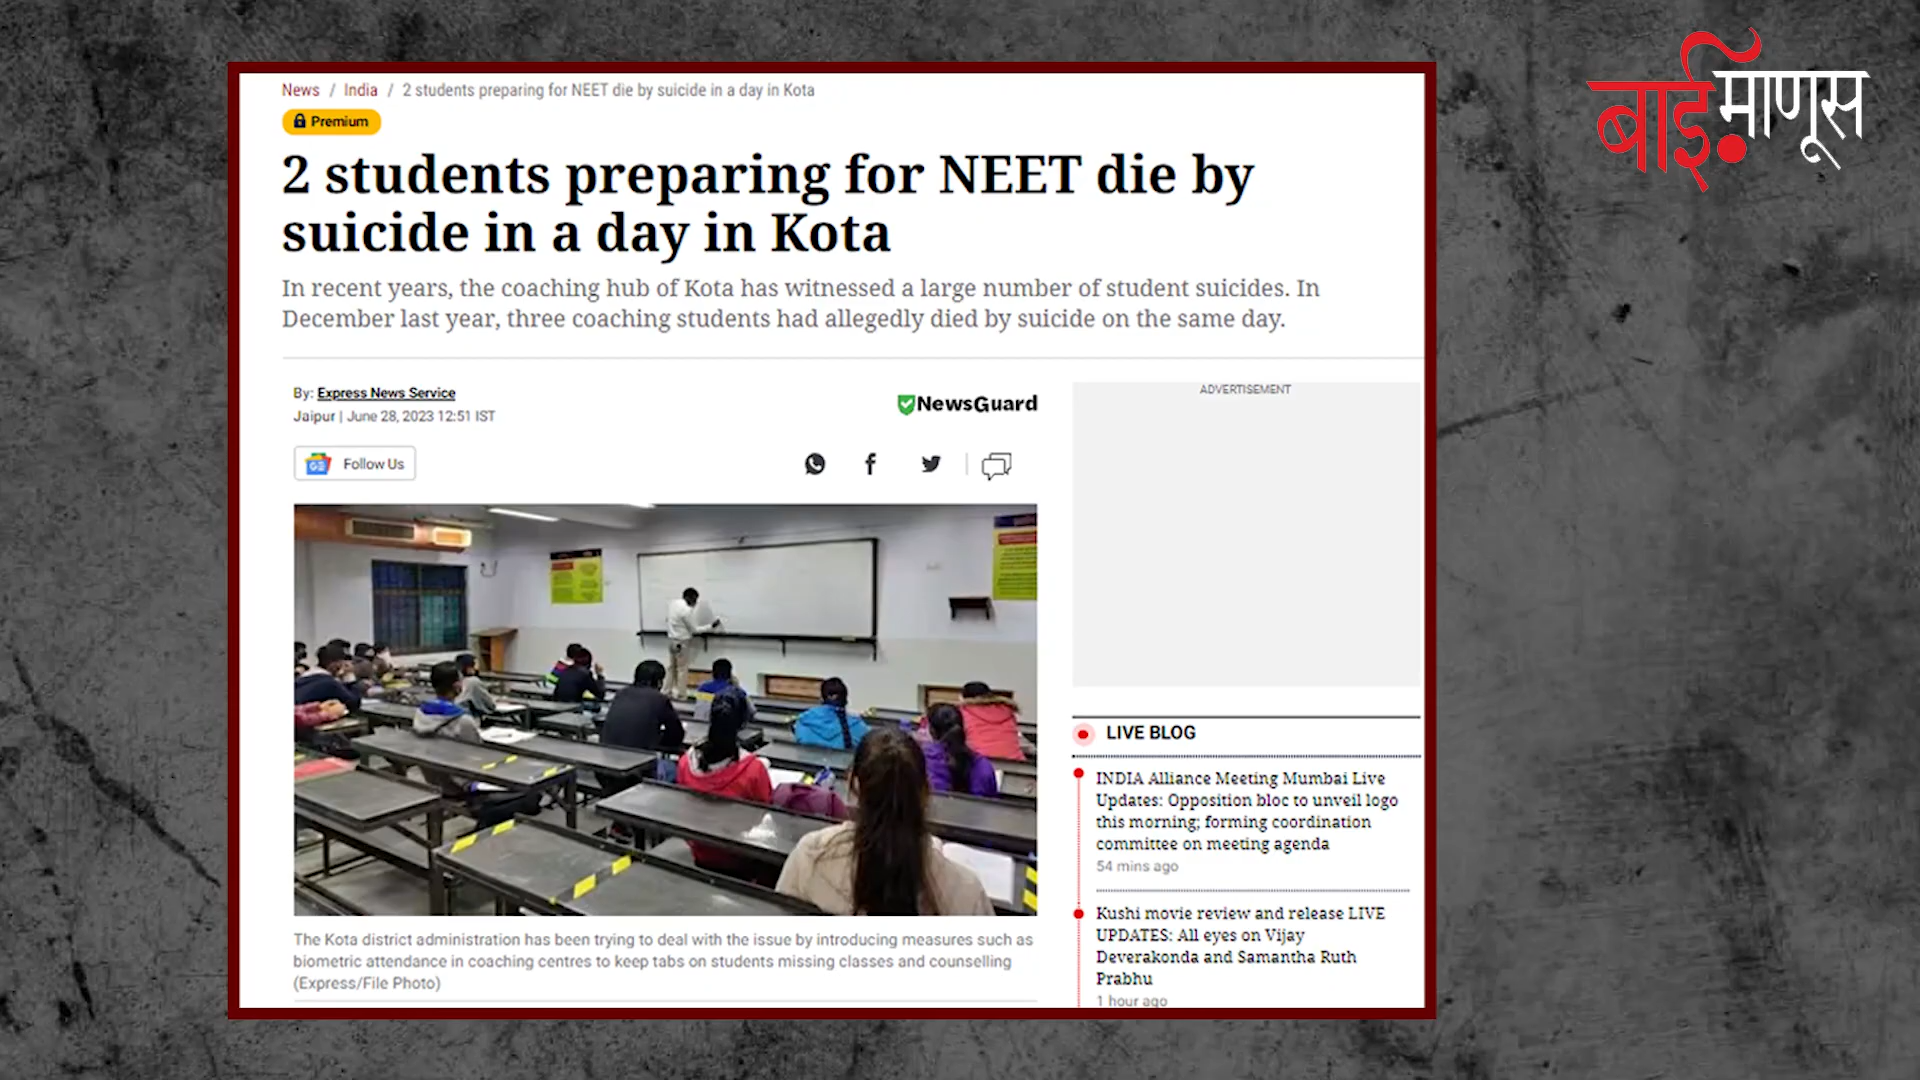 बाईमाणूस
News / India / 2 students preparing for NEET die by suicide in a day in Kota
Premium
2 students preparing for NEET die by
suicide in a day in Kota
In recent years, the coaching hub of Kota has witnessed a large number of student suicides. In
December last year, three coaching students had allegedly died by suicide on the same day.
By: Express News Service
Jaipur | June 28, 2023 12:51 IST
NewsGuard
Follow Us
The Kota district administration has been trying to deal with the issue by introducing measures such as
biometric attendance in coaching centres to keep tabs on students missing classes and counselling
(Express/File Photo)
ADVERTISEMENT
LIVE BLOG
INDIA Alliance Meeting Mumbai Live
Updates: Opposition bloc to unveil logo
this morning; forming coordination
committee on meeting agenda
54 mins ago
Kushi movie review and release LIVE
UPDATES: All eyes on Vijay
Deverakonda and Samantha Ruth
Prabhu
1 hour ago